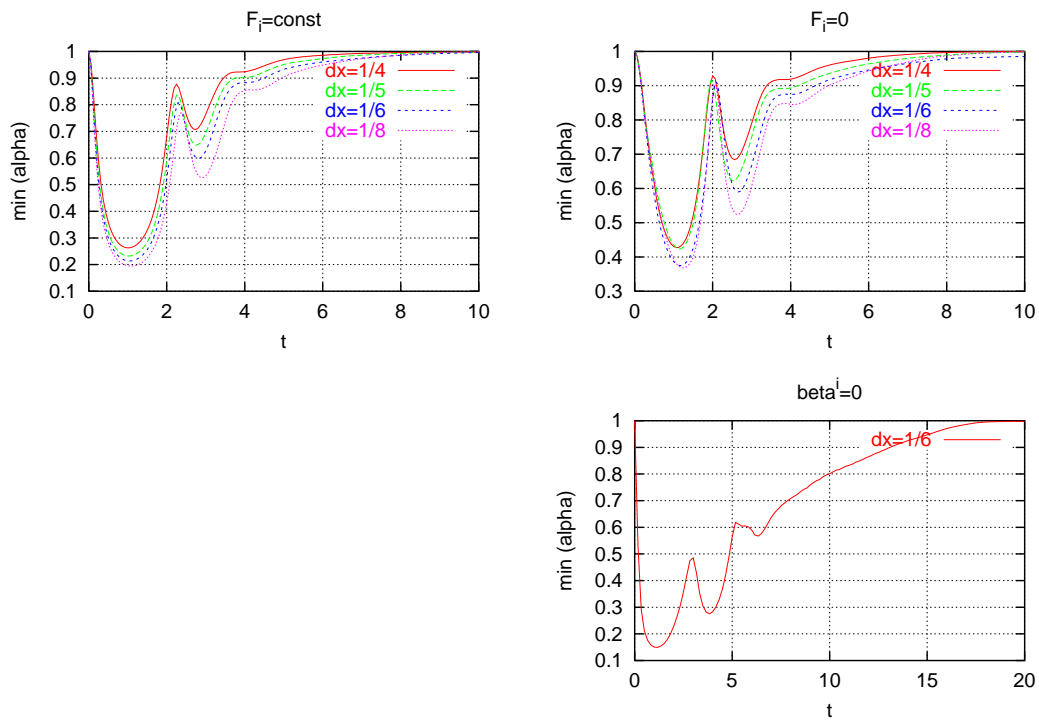 F_i=const
min (alpha)
1
0.9
0.8
0.7
0.6
0.5
0.4
0.3
0.2
0.1
dx=1/4
dx=1/5
dx=1/6
dx=1/8
0 2 4 6 8 10
t
F_i=0
min (alpha)
1
0.9
0.8
0.7
0.6
0.5
0.4
0.3
dx=1/4
dx=1/5
dx=1/6
dx=1/8
0 2 4 6 8 10
t
beta^i=0
min (alpha)
1
0.9
0.8
0.7
0.6
0.5
0.4
0.3
0.2
0.1
dx=1/6
0 5 10 15 20
t